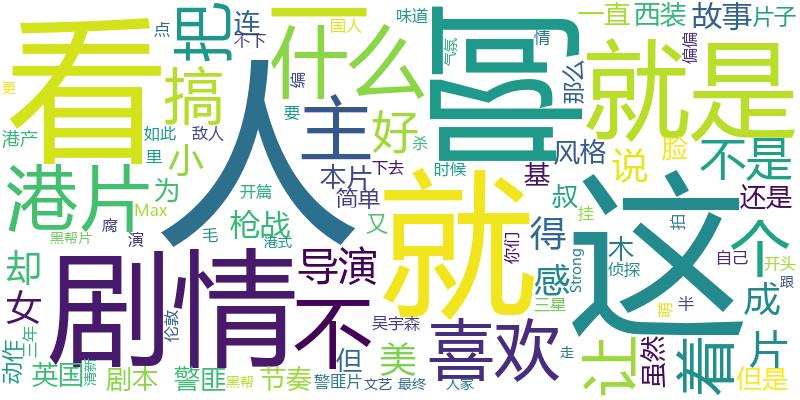 看
人
就
这
啊
剧情
就是
什么
一
把
连
点
国人
不下
味道
一直
西装
故事
片子
情
那么
偏偏
气氛
更
港产
如此
里
敌人
搞
编
要
主
好
杀
小
港片
为
Max
本片
简单
下去
时候
基
风格
说
脸
不是
还是
叔
开篇
枪战
又
得
木
挂
拍
个
黑帮片
腐
演
毛
港式
却
女
导演
不
感
你们
Strong
侦探
自己
开头
跟
成
伦敦
吴宇森
三星
萌
半
动作
三年
英国
清新
剧本
警匪
黑帮
节奏
但
美
喜欢
走
让
虽然
着
片
但是
警匪片
文艺
最终
人家